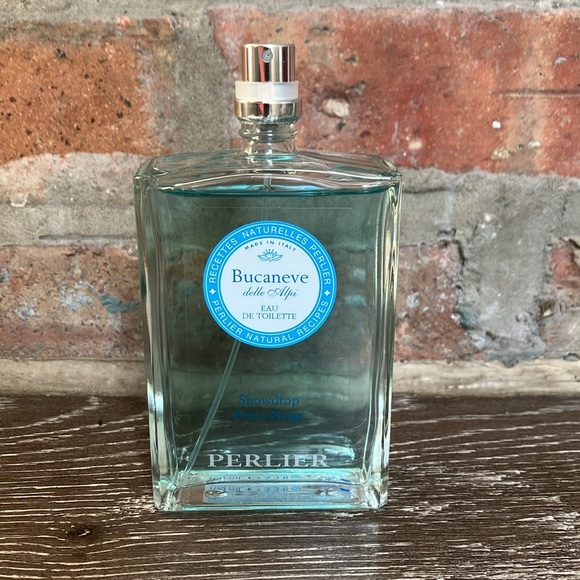 RECETTES NATURELLES PERLIER
MADE IN ITALY
Bucaneve
delle Alpi
EAU
DE TOILETTE
PERLIER NATURAL RECIPES
Snowdrop
PERLIER